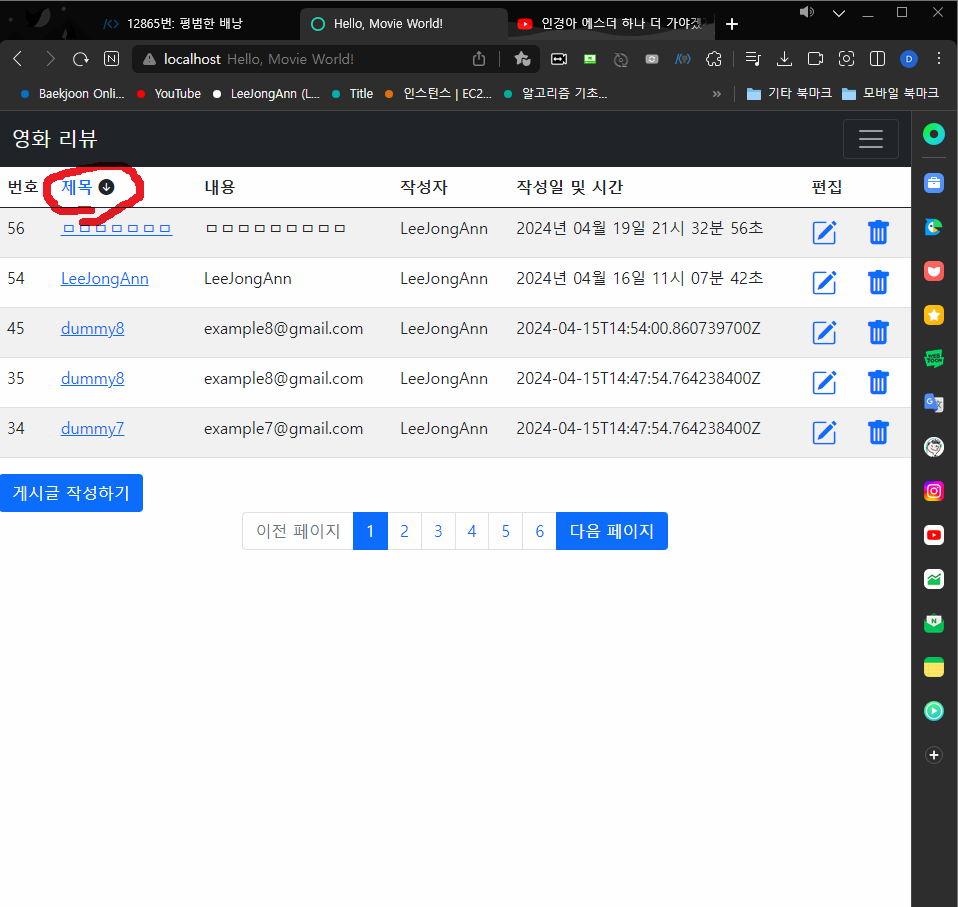 12865번: 평범한 배낭
Hello, Movie World!
인경아 에스더 하나 더 가야겠
localhost Hello, Movie World!
Baekjoon Onli... YouTube LeeJongAnn (L... Title 인스턴스 | EC2... 알고리즘 기초... » 기타 북마크 모바일 북마크
영화 리뷰
번호 제목 내용 작성자 작성일 및 시간 편집
56 ㅁㅁㅁㅁㅁㅁㅁ ㅁㅁㅁㅁㅁㅁㅁㅁㅁ LeeJongAnn 2024년 04월 19일 21시 32분 56초
54 LeeJongAnn LeeJongAnn LeeJongAnn 2024년 04월 16일 11시 07분 42초
45 dummy8 example8@gmail.com LeeJongAnn 2024-04-15T14:54:00.860739700Z
35 dummy8 example8@gmail.com LeeJongAnn 2024-04-15T14:47:54.764238400Z
34 dummy7 example7@gmail.com LeeJongAnn 2024-04-15T14:47:54.764238400Z
게시글 작성하기
이전 페이지 1 2 3 4 5 6 다음 페이지